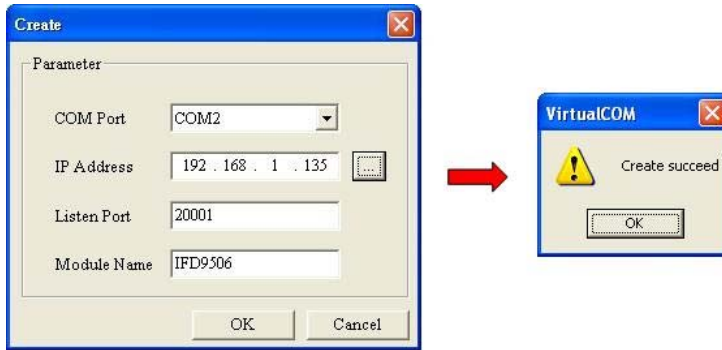 Create
Parameter
COM Port COM2
IP Address 192 . 168 . 1 . 135 ...
Listen Port 20001
Module Name IFD9506
OK Cancel
VirtualCOM
Create succeed
OK